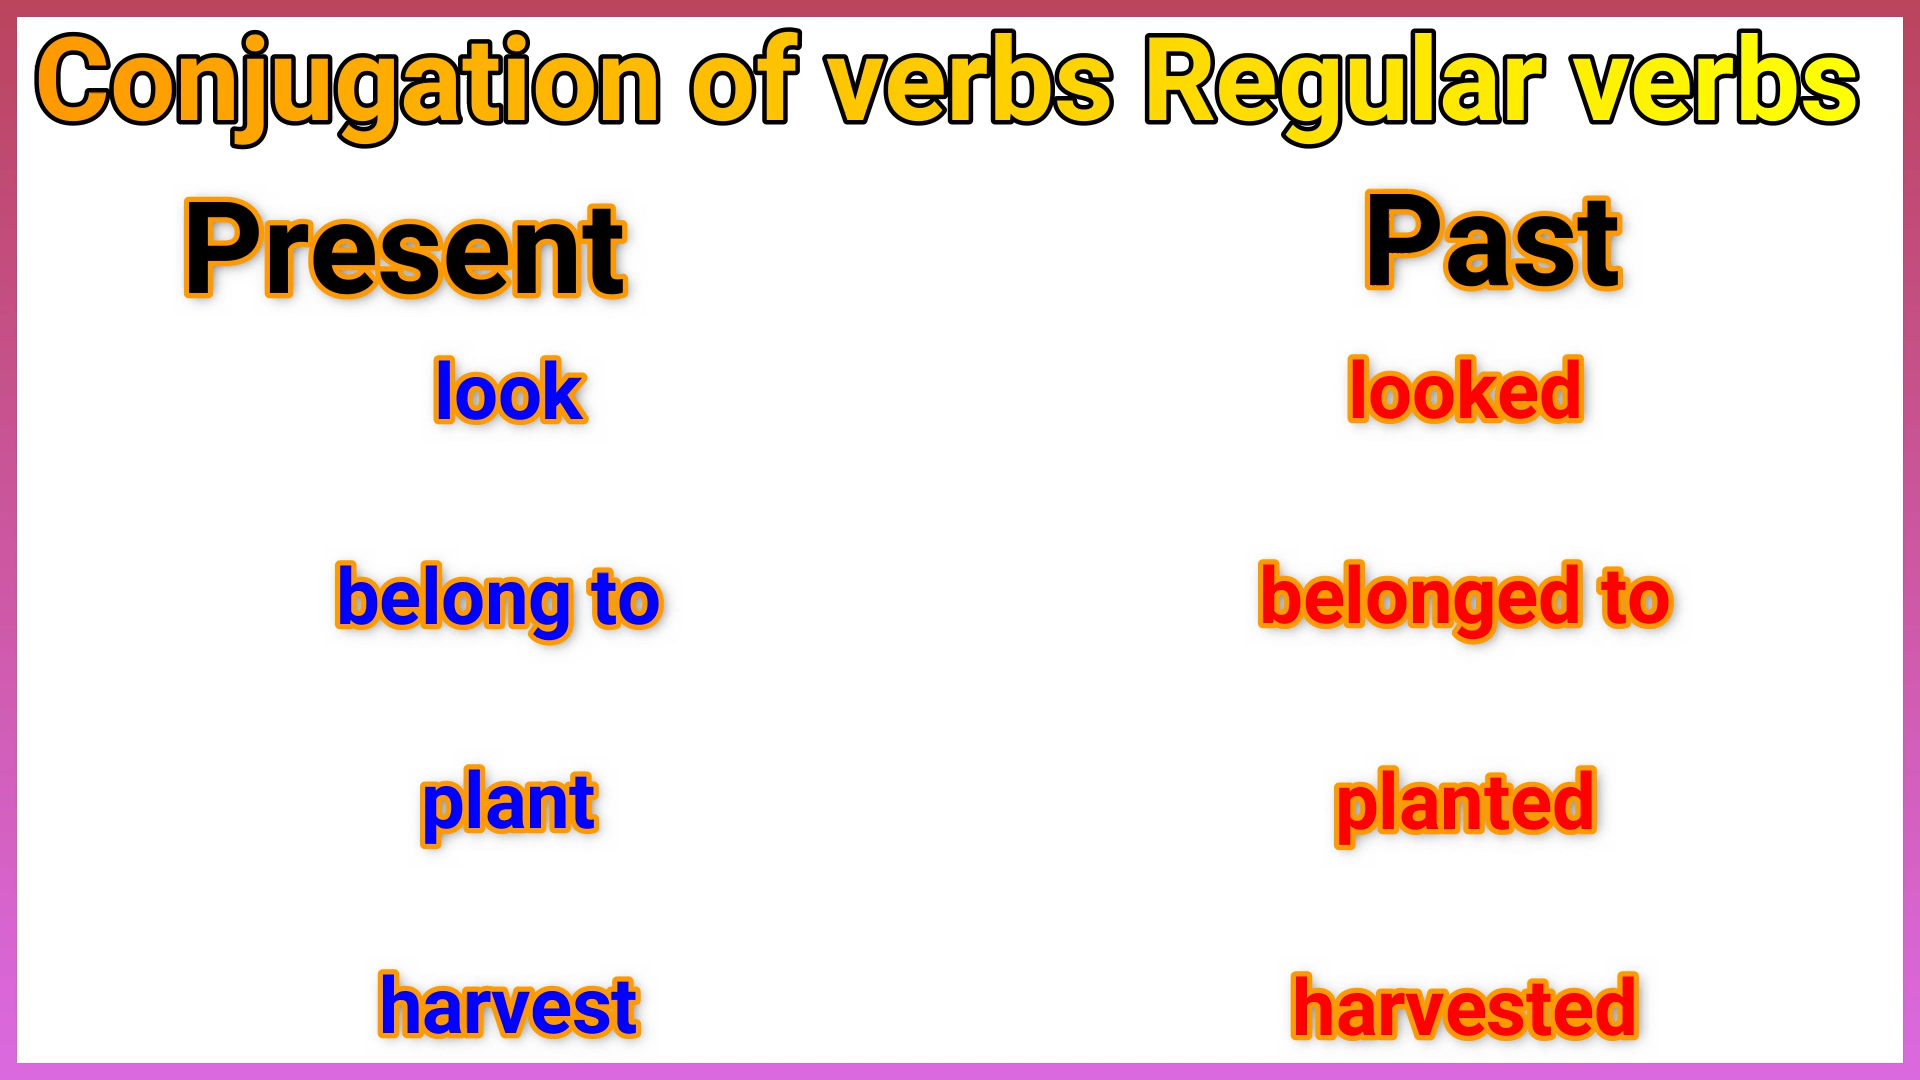 Conjugation of verbs Regular verbs
Present Past
look looked
belong to belonged to
plant planted
harvest harvested